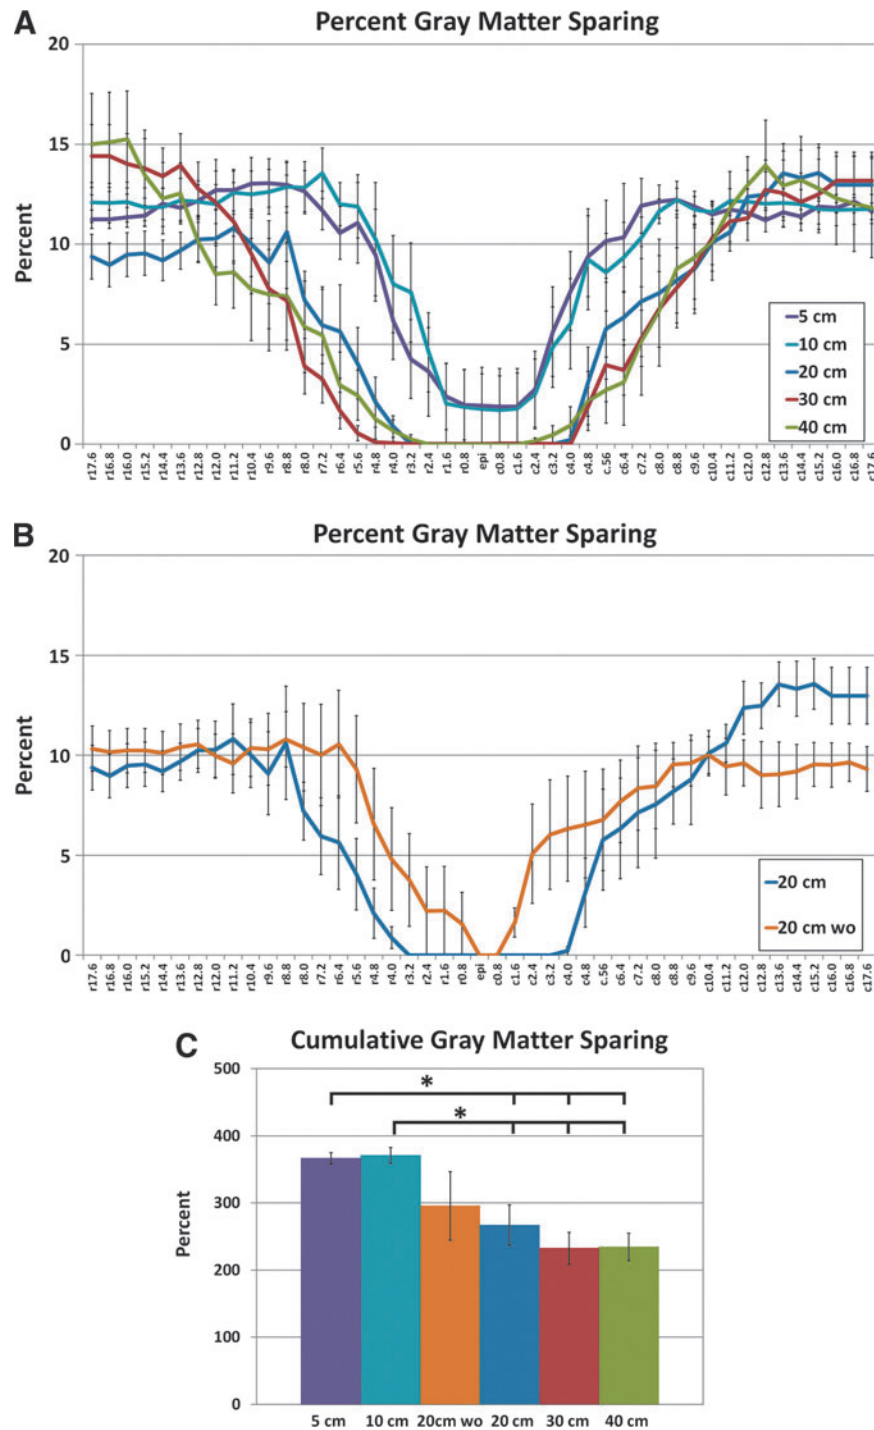 A
Percent Gray Matter Sparing
20
15
10
5
0
Percent
5 cm
10 cm
20 cm
30 cm
40 cm
r17.6 r16.8 r16.0 r15.2 r14.4 r13.6 r12.8 r12.0 r11.2 r10.4 r9.6 r8.8 r8.0 r7.2 r6.4 r5.6 r4.8 r4.0 r3.2 r2.4 r1.6 r0.8 epi c0.8 c1.6 c2.4 c3.2 c4.0 c4.8 c.56 c6.4 c7.2 c8.0 c8.8 c9.6 c10.4 c11.2 c12.0 c12.8 c13.6 c14.4 c15.2 c16.0 c16.8 c17.6
B
Percent Gray Matter Sparing
20
15
10
5
0
Percent
20 cm
20 cm wo
r17.6 r16.8 r16.0 r15.2 r14.4 r13.6 r12.8 r12.0 r11.2 r10.4 r9.6 r8.8 r8.0 r7.2 r6.4 r5.6 r4.8 r4.0 r3.2 r2.4 r1.6 r0.8 epi c0.8 c1.6 c2.4 c3.2 c4.0 c4.8 c.56 c6.4 c7.2 c8.0 c8.8 c9.6 c10.4 c11.2 c12.0 c12.8 c13.6 c14.4 c15.2 c16.0 c16.8 c17.6
C
Cumulative Gray Matter Sparing
500
400
300
200
100
0
Percent
*
*
5 cm 10 cm 20cm wo 20 cm 30 cm 40 cm